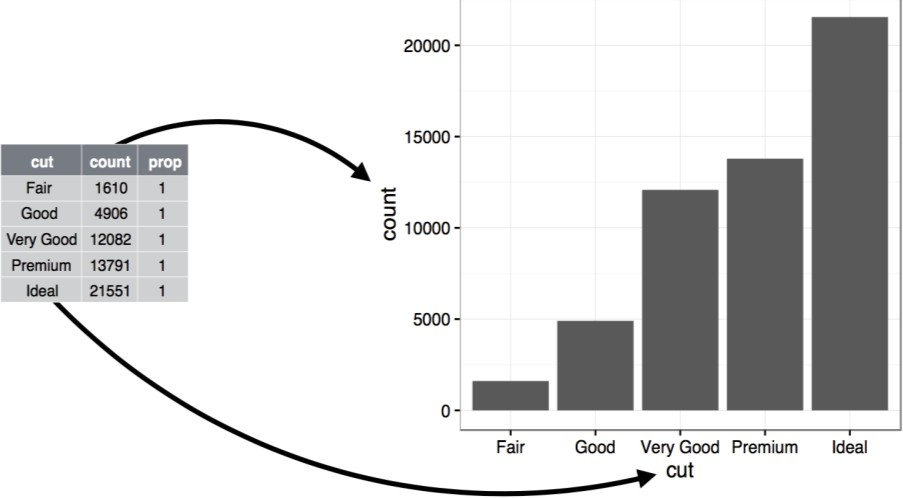 cut count prop
Fair 1610 1
Good 4906 1
Very Good 12082 1
Premium 13791 1
Ideal 21551 1
count
20000
15000
10000
5000
0
Fair Good Very Good Premium Ideal
cut